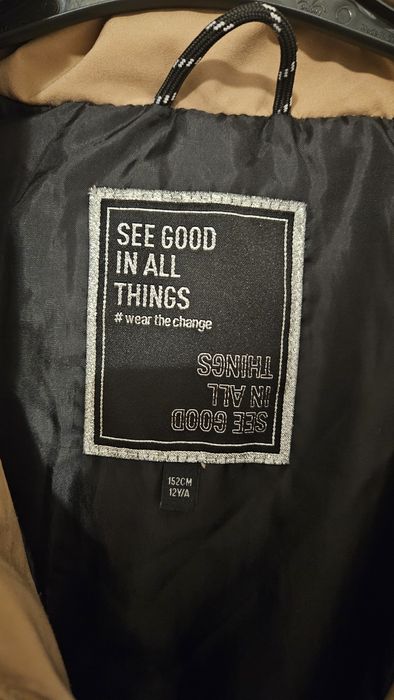 SEE GOOD
IN ALL
THINGS
# wear the change
SEE GOOD
IN ALL
THINGS
152CM
12Y/A